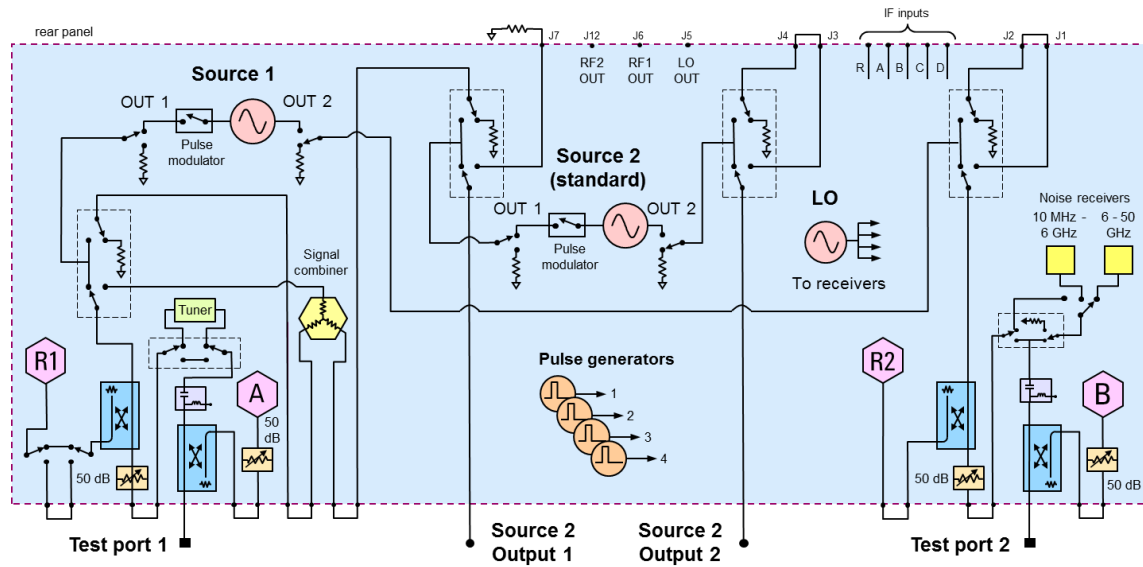 rear panel
J7
J12
J6
J5
J4
J3
IF inputs
J2
J1
RF2
OUT
RF1
OUT
LO
OUT
R
A
B
C
D
Source 1
OUT 1
OUT 2
Pulse
modulator
Source 2
(standard)
OUT 1
OUT 2
Pulse
modulator
LO
To receivers
Noise receivers
10 MHz -
6 GHz
6 - 50
GHz
Signal
combiner
Tuner
R1
A
50
dB
50 dB
Pulse generators
1
2
3
4
R2
B
50 dB
50 dB
Test port 1
Source 2
Output 1
Source 2
Output 2
Test port 2